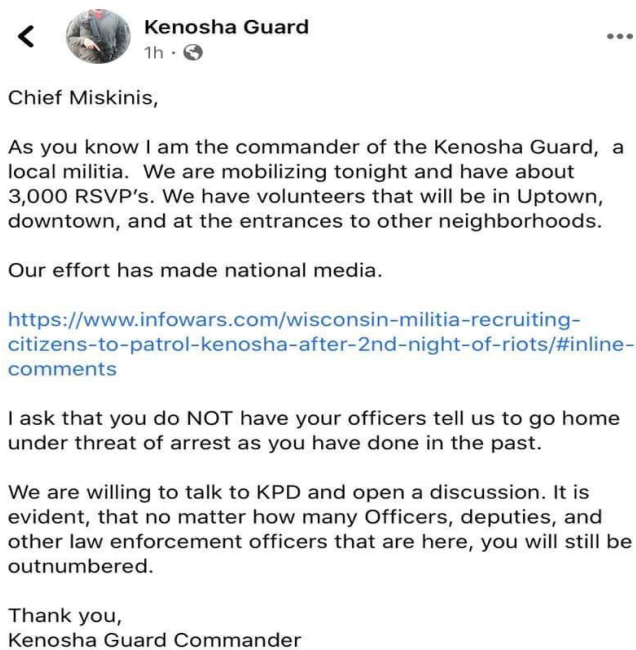 Kenosha Guard
1h ·
Chief Miskinis,
As you know I am the commander of the Kenosha Guard, a
local militia. We are mobilizing tonight and have about
3,000 RSVP's. We have volunteers that will be in Uptown,
downtown, and at the entrances to other neighborhoods.
Our effort has made national media.
https://www.infowars.com/wisconsin-militia-recruiting-
citizens-to-patrol-kenosha-after-2nd-night-of-riots/#inline-
comments
I ask that you do NOT have your officers tell us to go home
under threat of arrest as you have done in the past.
We are willing to talk to KPD and open a discussion. It is
evident, that no matter how many Officers, deputies, and
other law enforcement officers that are here, you will still be
outnumbered.
Thank you,
Kenosha Guard Commander